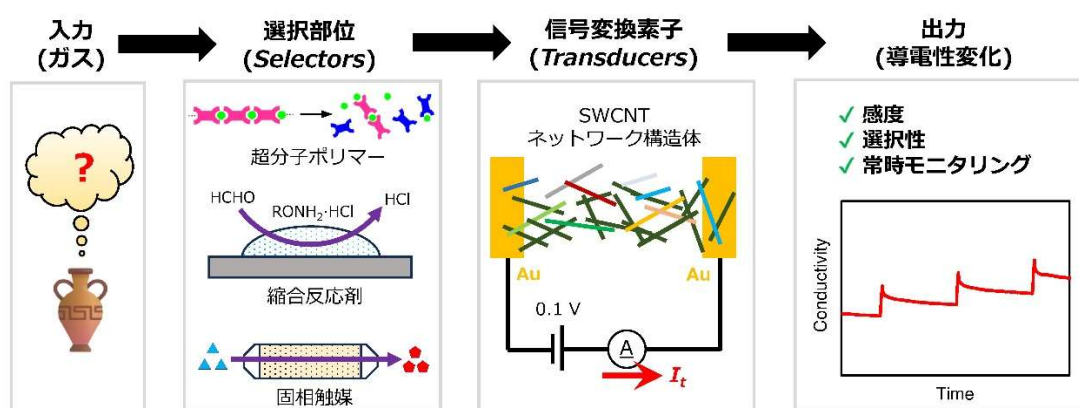 入力
(ガス)
選択部位
(Selectors)
信号変換素子
(Transducers)
出力
(導電性変化)
?
超分子ポリマー
HCHO
RONH₂·HCl
HCl
縮合反応剤
固相触媒
SWCNT
ネットワーク構造体
Au
Au
0.1 V
A
Iₜ
✓ 感度
✓ 選択性
✓ 常時モニタリング
Conductivity
Time